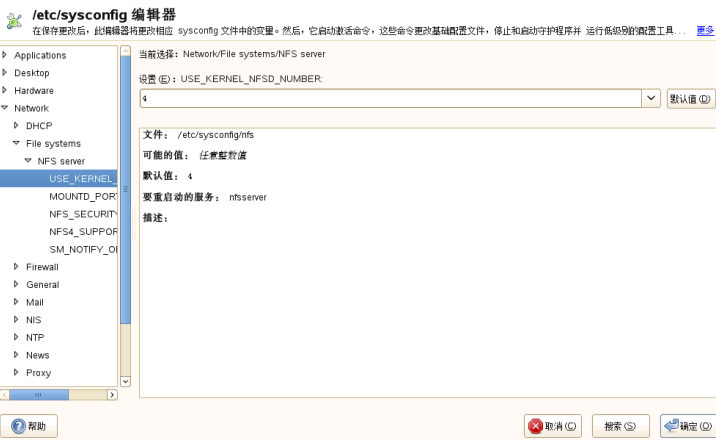 /etc/sysconfig 编辑器
在保存更改后，此编辑器将更改相应 sysconfig 文件中的变量。然后，它启动激活命令，这些命令更改基础配置文件，停止和启动守护程序并 运行低级别的配置工具... 更多
Applications
Desktop
Hardware
Network
DHCP
File systems
NFS server
USE_KERNEL_
MOUNTD_POR
NFS_SECURIT
NFS4_SUPPOR
SM_NOTIFY_O
Firewall
General
Mail
NIS
NTP
News
Proxy
当前选择：Network/File systems/NFS server
设置(E)：USE_KERNEL_NFSD_NUMBER:
4
默认值(D)
文件： /etc/sysconfig/nfs
可能的值： 任意整数值
默认值： 4
要重启动的服务： nfsserver
描述：
帮助
取消(C)
搜索(S)
确定(O)